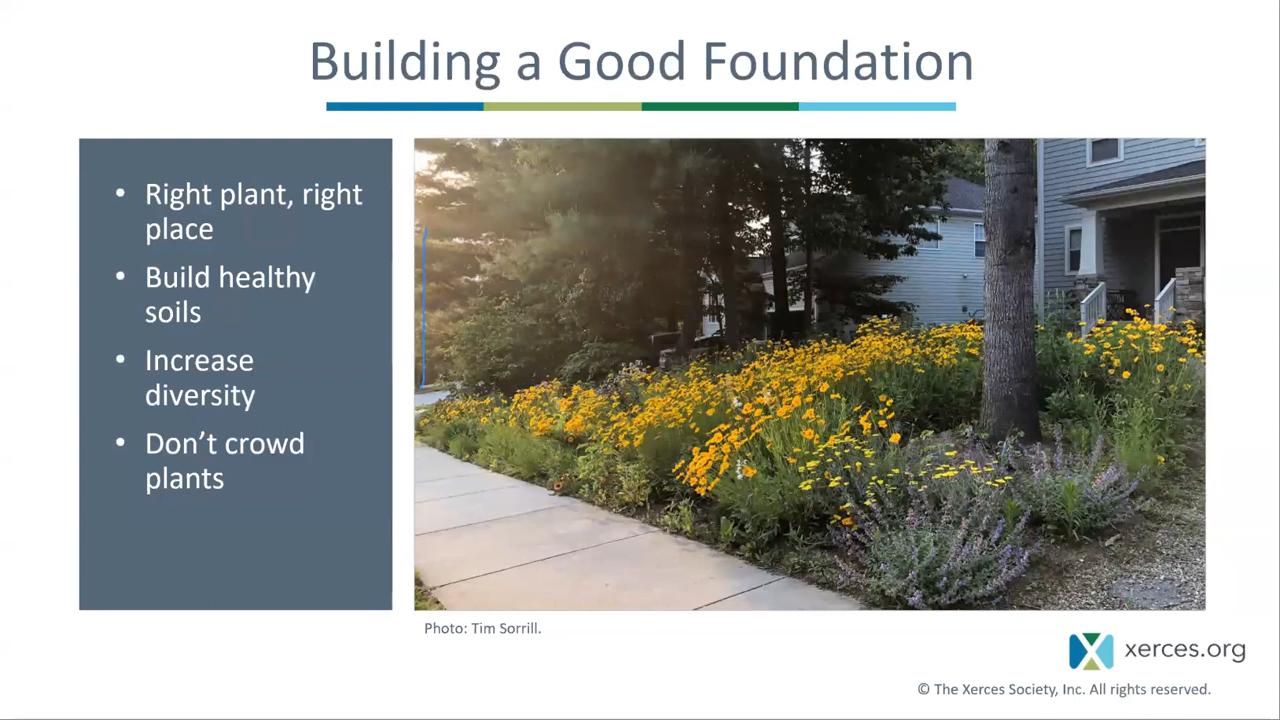 Building a Good Foundation
• Right plant, right
place
• Build healthy
soils
• Increase
diversity
• Don’t crowd
plants
Photo: Tim Sorrill.
xerces.org
© The Xerces Society, Inc. All rights reserved.